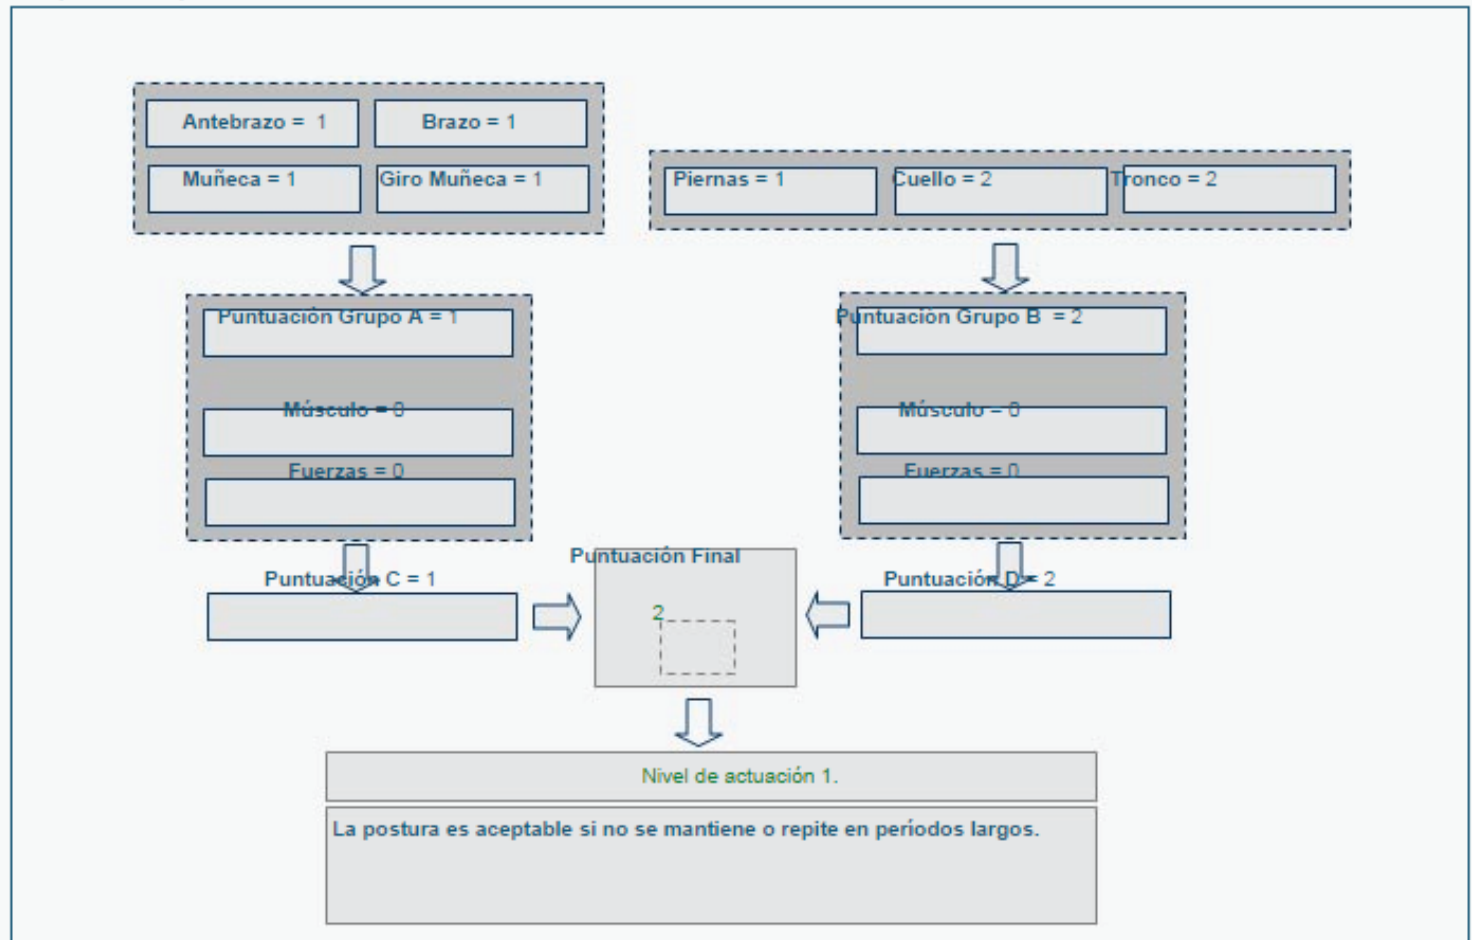 Antebrazo = 1
Brazo = 1
Muñeca = 1
Giro Muñeca = 1
Piernas = 1
Cuello = 2
Tronco = 2
Puntuación Grupo A = 1
Músculo = 0
Fuerzas = 0
Puntuación Grupo B = 2
Músculo = 0
Fuerzas = 0
Puntuación C = 1
Puntuación Final
2
Puntuación D = 2
Nivel de actuación 1.
La postura es aceptable si no se mantiene o repite en períodos largos.